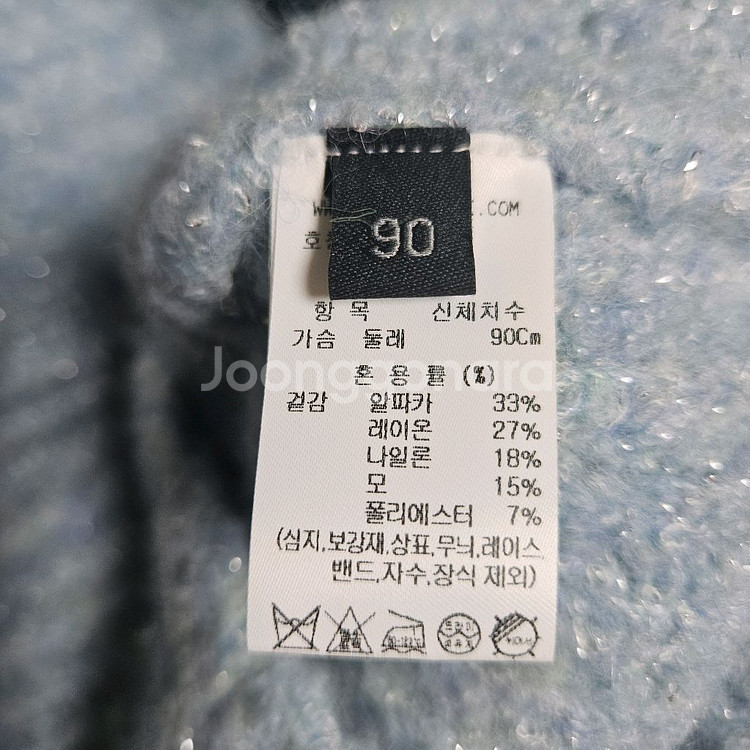 90
.COM
항 목 신체치수
가슴 둘레 90Cm
혼 용 률 (%)
겉감 알파카 33%
레이온 27%
나일론 18%
모 15%
폴리에스터 7%
(심지,보강재,상표,무늬,레이스
밴드,자수,장식 제외)
Joonggonara